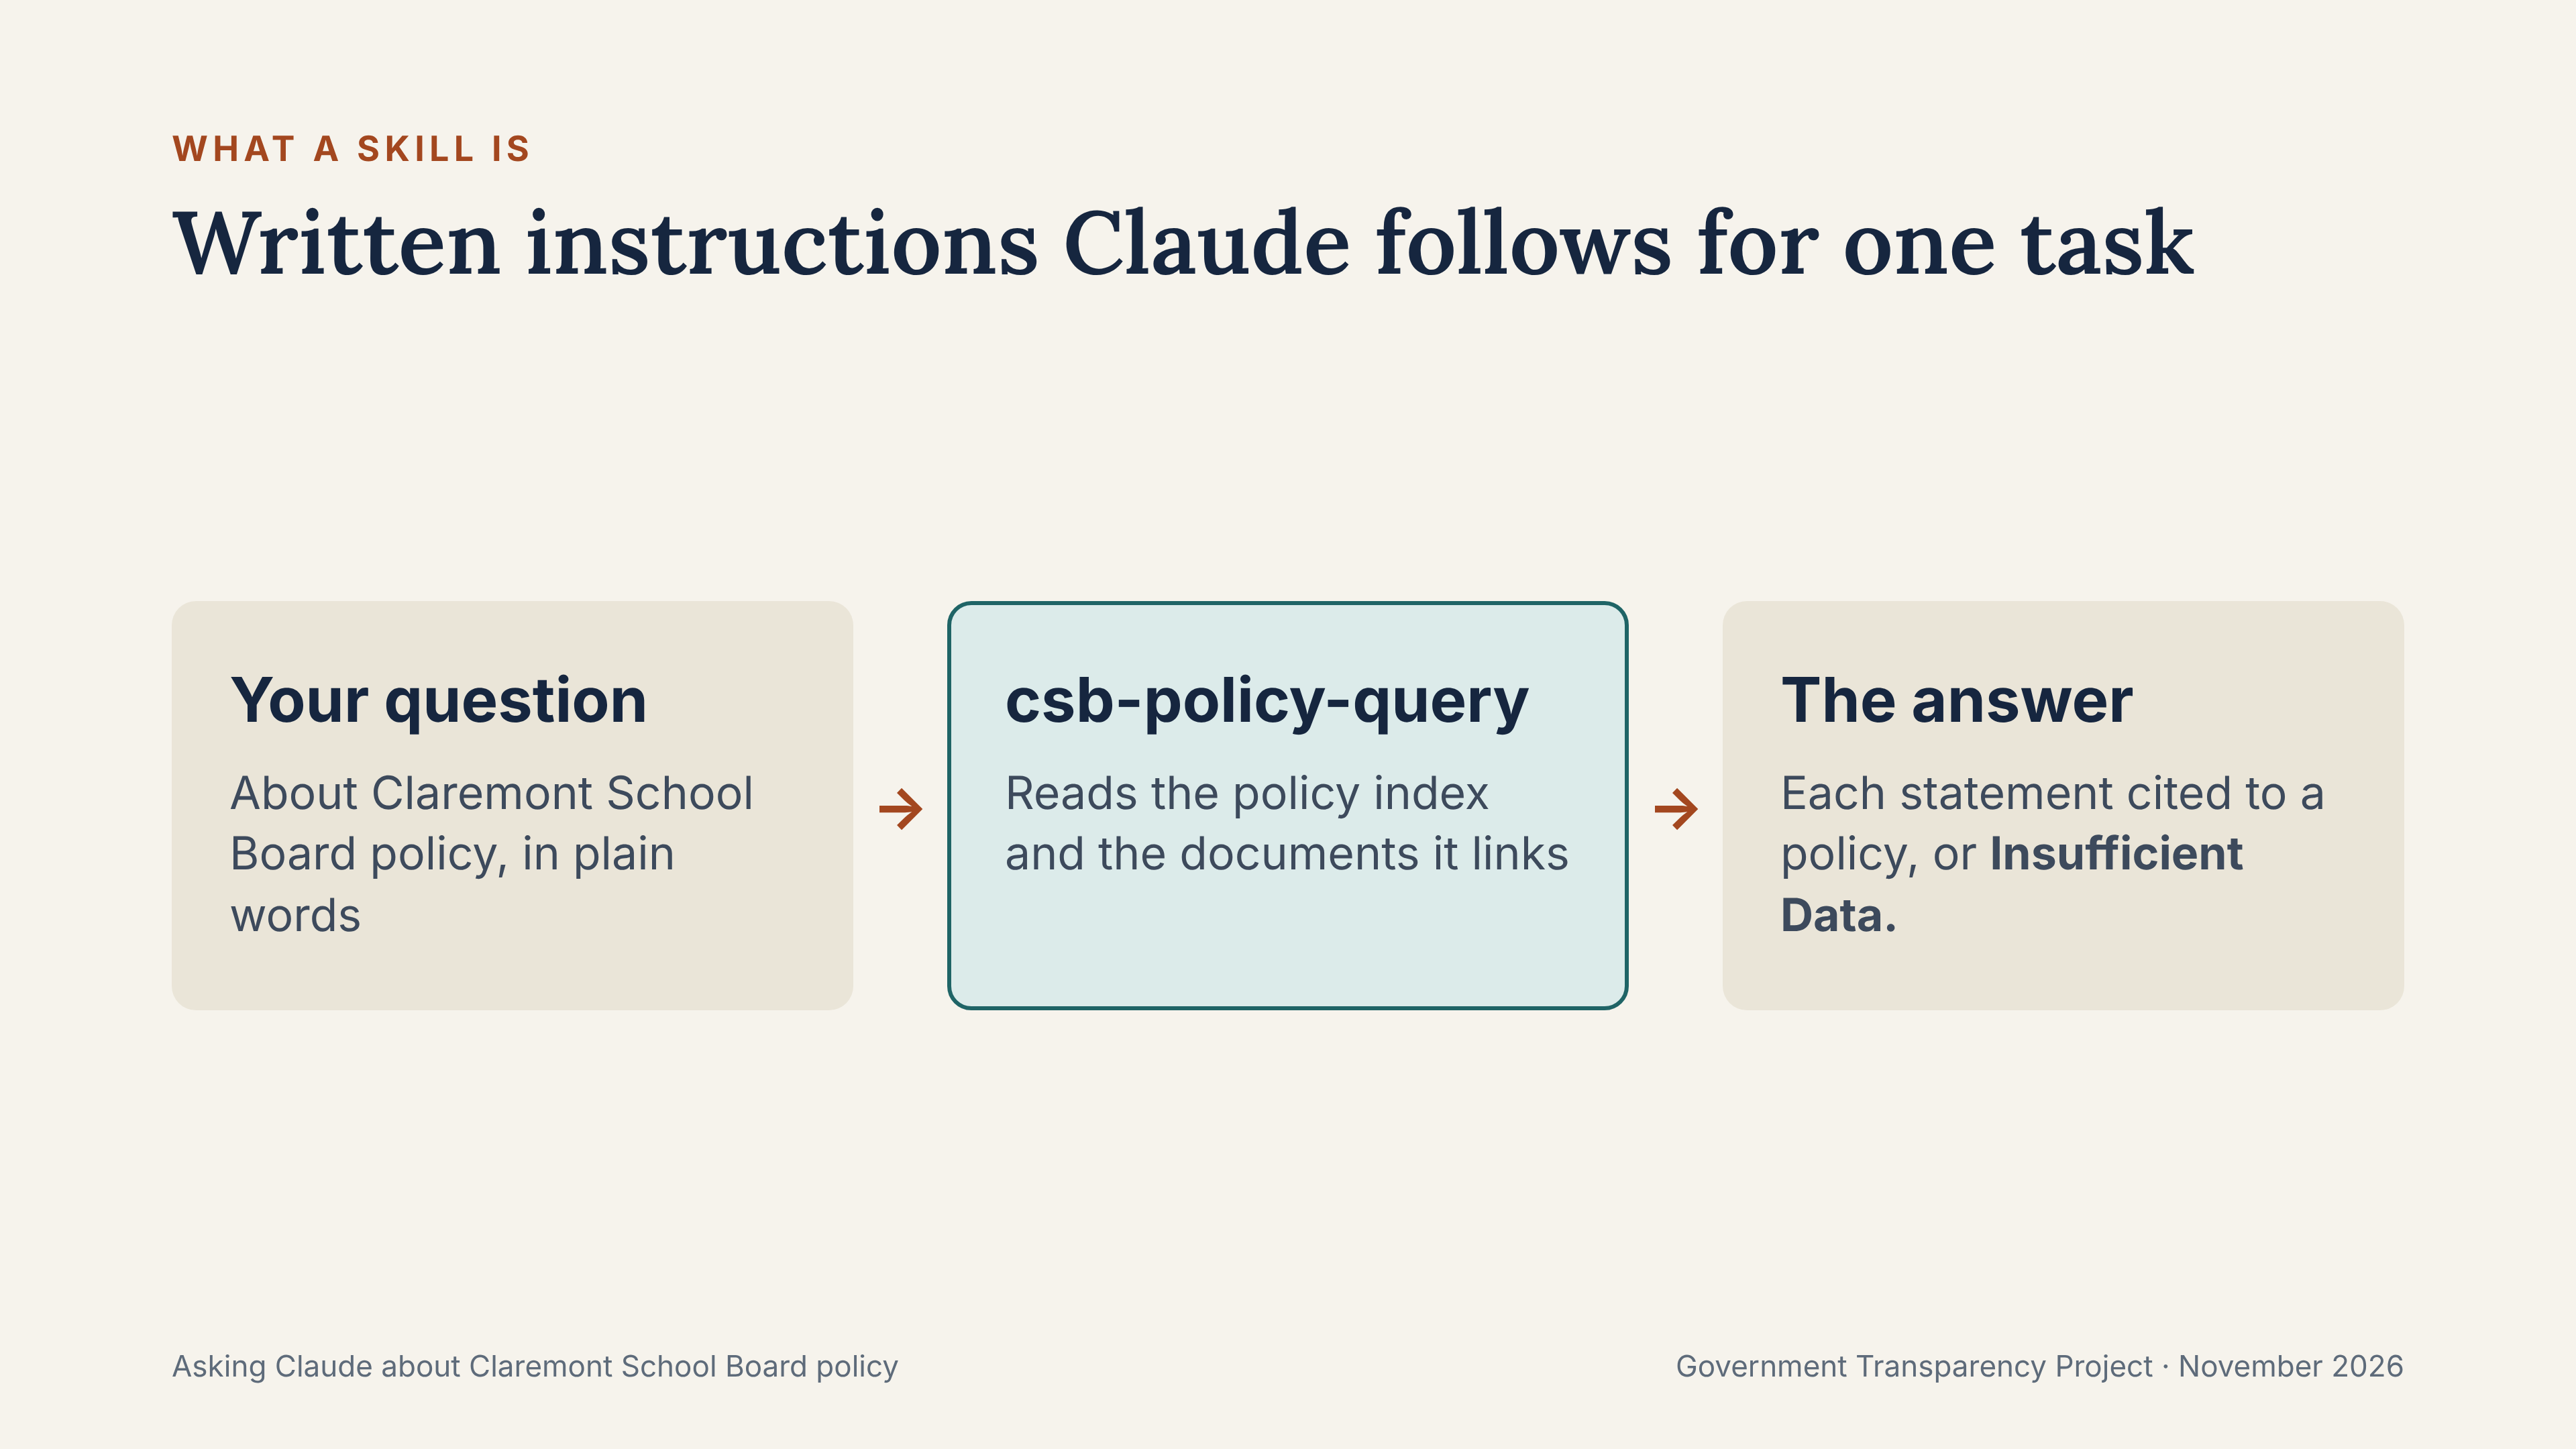 WHAT A SKILL IS
Written instructions Claude follows for one task
Your question
About Claremont School
Board policy, in plain
words
→
csb-policy-query
Reads the policy index
and the documents it links
→
The answer
Each statement cited to a
policy, or Insufficient
Data.
Asking Claude about Claremont School Board policy
Government Transparency Project · November 2026